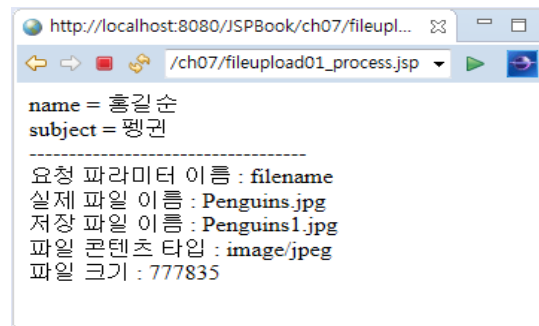 http://localhost:8080/JSPBook/ch07/fileupl...
/ch07/fileupload01_process.jsp
name = 홍길순
subject = 펭귄
-----------------------------------
요청 파라미터 이름 : filename
실제 파일 이름 : Penguins.jpg
저장 파일 이름 : Penguins1.jpg
파일 콘텐츠 타입 : image/jpeg
파일 크기 : 777835